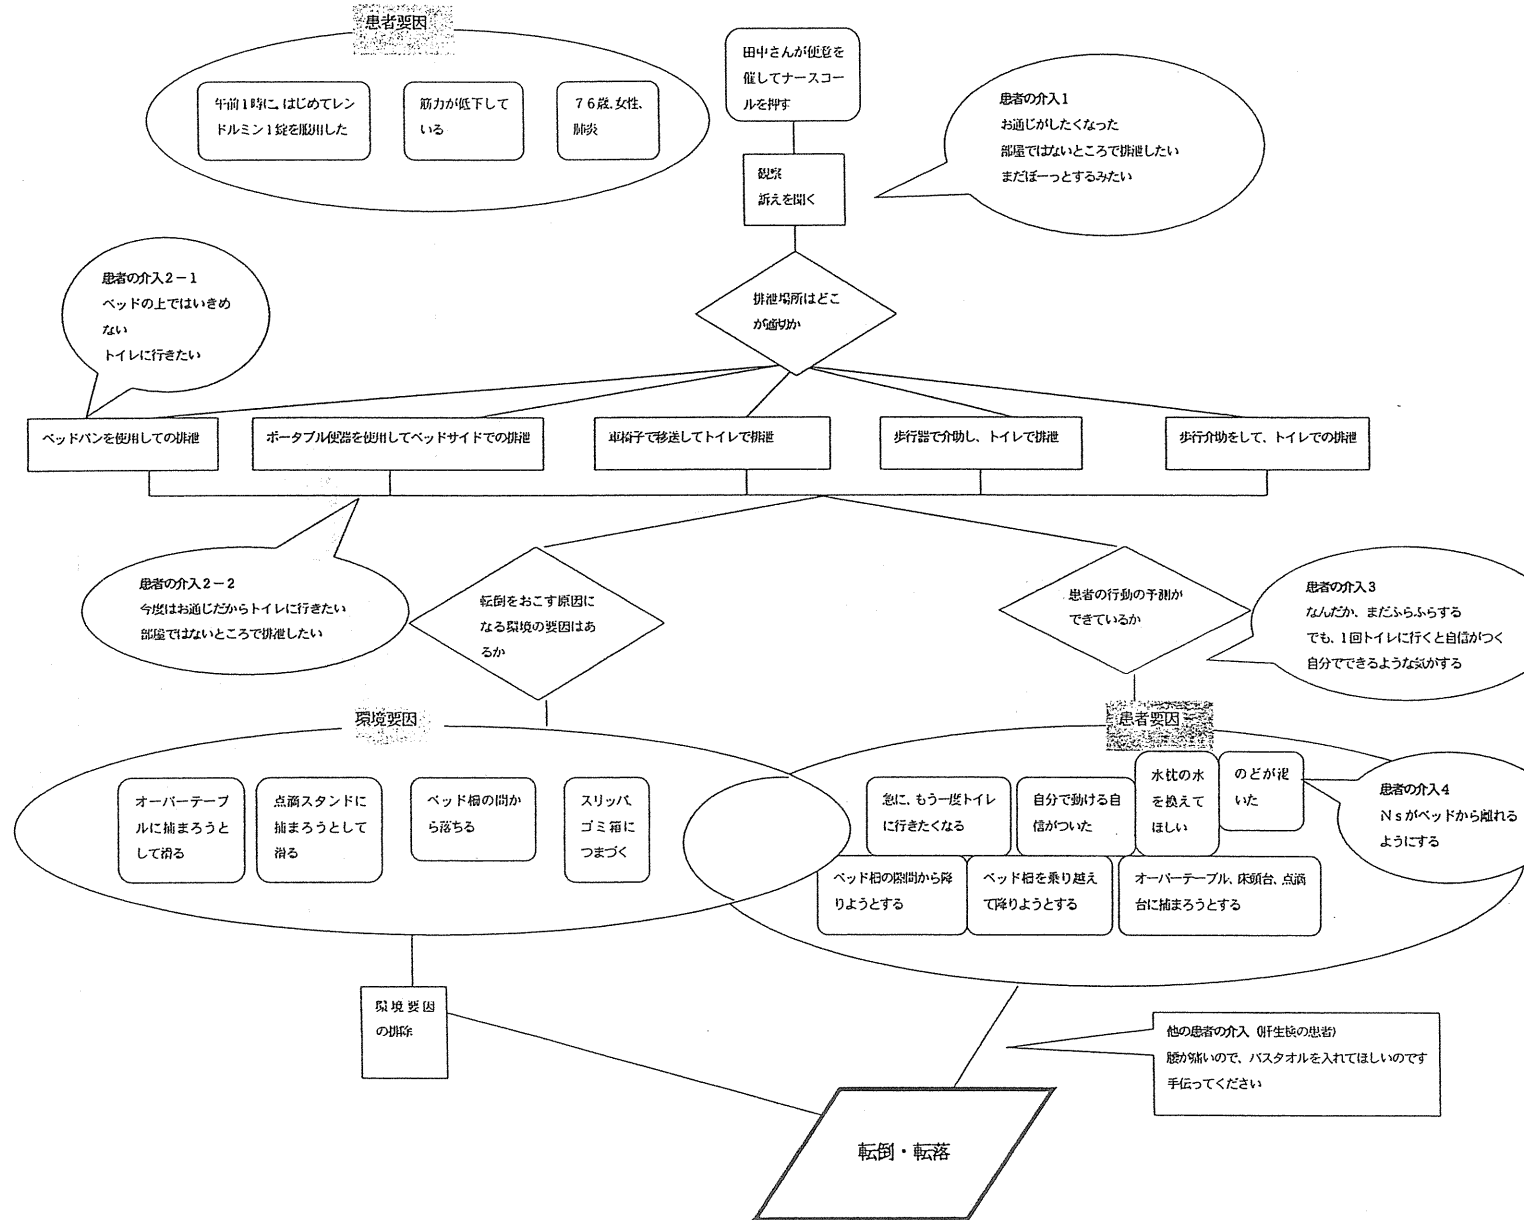 患者要因
午前1時に、はじめてレン
ドルミン1錠を服用した
筋力が低下して
いる
76歳、女性、
肺炎
田中さんが便意を
催してナースコー
ルを押す
観察
訴えを聞く
患者の介入1
お通じがしたくなった
部屋ではないところで排泄したい
まだぼーっとするみたい
患者の介入2-1
ベッドの上ではいきめ
ない
トイレに行きたい
排泄場所はどこ
が適切か
ベッドパンを使用しての排泄
ポータブル便器を使用してベッドサイドでの排泄
車椅子で移送してトイレで排泄
歩行器で介助し、トイレで排泄
歩行介助をして、トイレでの排泄
患者の介入2-2
今度はお通じだからトイレに行きたい
部屋ではないところで排泄したい
転倒をおこす原因に
なる環境の要因はあ
るか
患者の行動の予測が
できているか
患者の介入3
なんだか、まだふらふらする
でも、1回トイレに行くと自信がつく
自分でできるような気がする
環境要因
オーバーテーブ
ルに捕まろうと
して滑る
点滴スタンドに
捕まろうとして
滑る
ベッド柵の間か
ら落ちる
スリッパ、
ゴミ箱に
つまづく
患者要因
急に、もう一度トイレ
に行きたくなる
自分で動ける自
信がついた
水枕の水
を換えて
ほしい
のどが渇
いた
ベッド柵の隙間から降
りようとする
ベッド柵を乗り越え
て降りようとする
オーバーテーブル、床頭台、点滴
台に捕まろうとする
患者の介入4
Nsがベッドから離れる
ようにする
環境要因
の排除
他の患者の介入(肝生検の患者)
腰が痛いので、バスタオルを入れてほしいのです
手伝ってください
転倒・転落